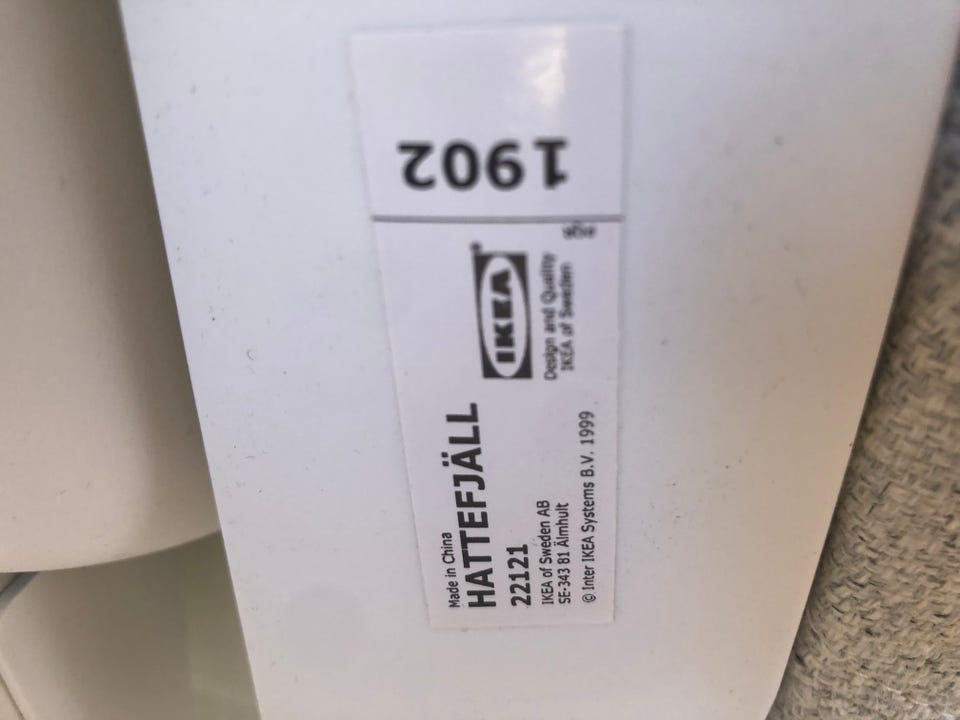 1902
IKEA
Design and Quality
IKEA of Sweden
Made in China
HATTEFJÄLL
22121
IKEA of Sweden AB
SE-343 81 Älmhult
© Inter IKEA Systems B.V. 1999